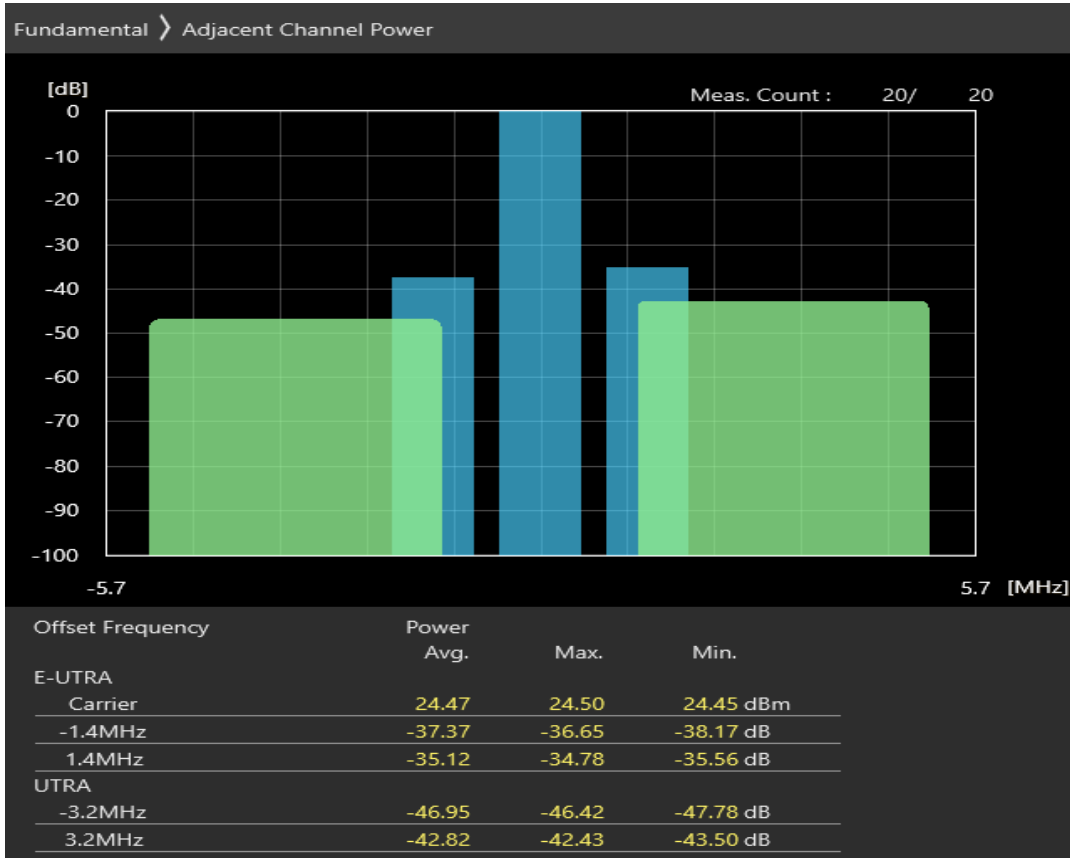 Fundamental 〉 Adjacent Channel Power
[dB]
Meas. Count : 20/ 20
0
-10
-20
-30
-40
-50
-60
-70
-80
-90
-100
-5.7 5.7 [MHz]
Offset Frequency Power
Avg. Max. Min.
E-UTRA
Carrier 24.47 24.50 24.45 dBm
-1.4MHz -37.37 -36.65 -38.17 dB
1.4MHz -35.12 -34.78 -35.56 dB
UTRA
-3.2MHz -46.95 -46.42 -47.78 dB
3.2MHz -42.82 -42.43 -43.50 dB